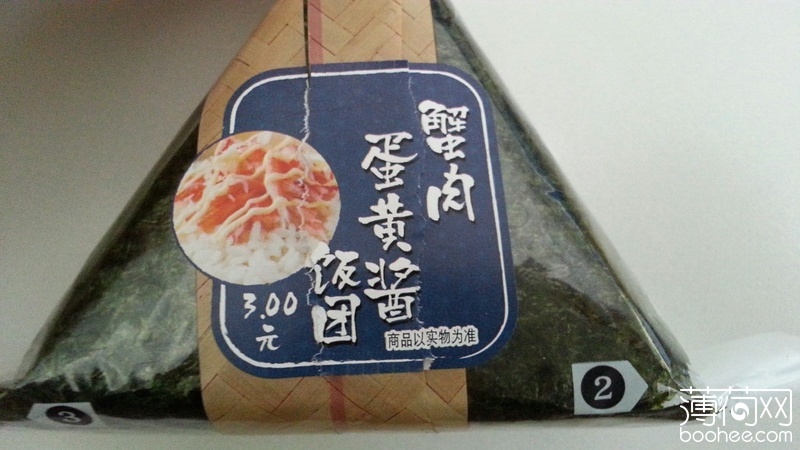 蟹肉
蛋黄酱
饭团
3.00
元
商品以实物为准
3
2
薄荷网
boohee.com